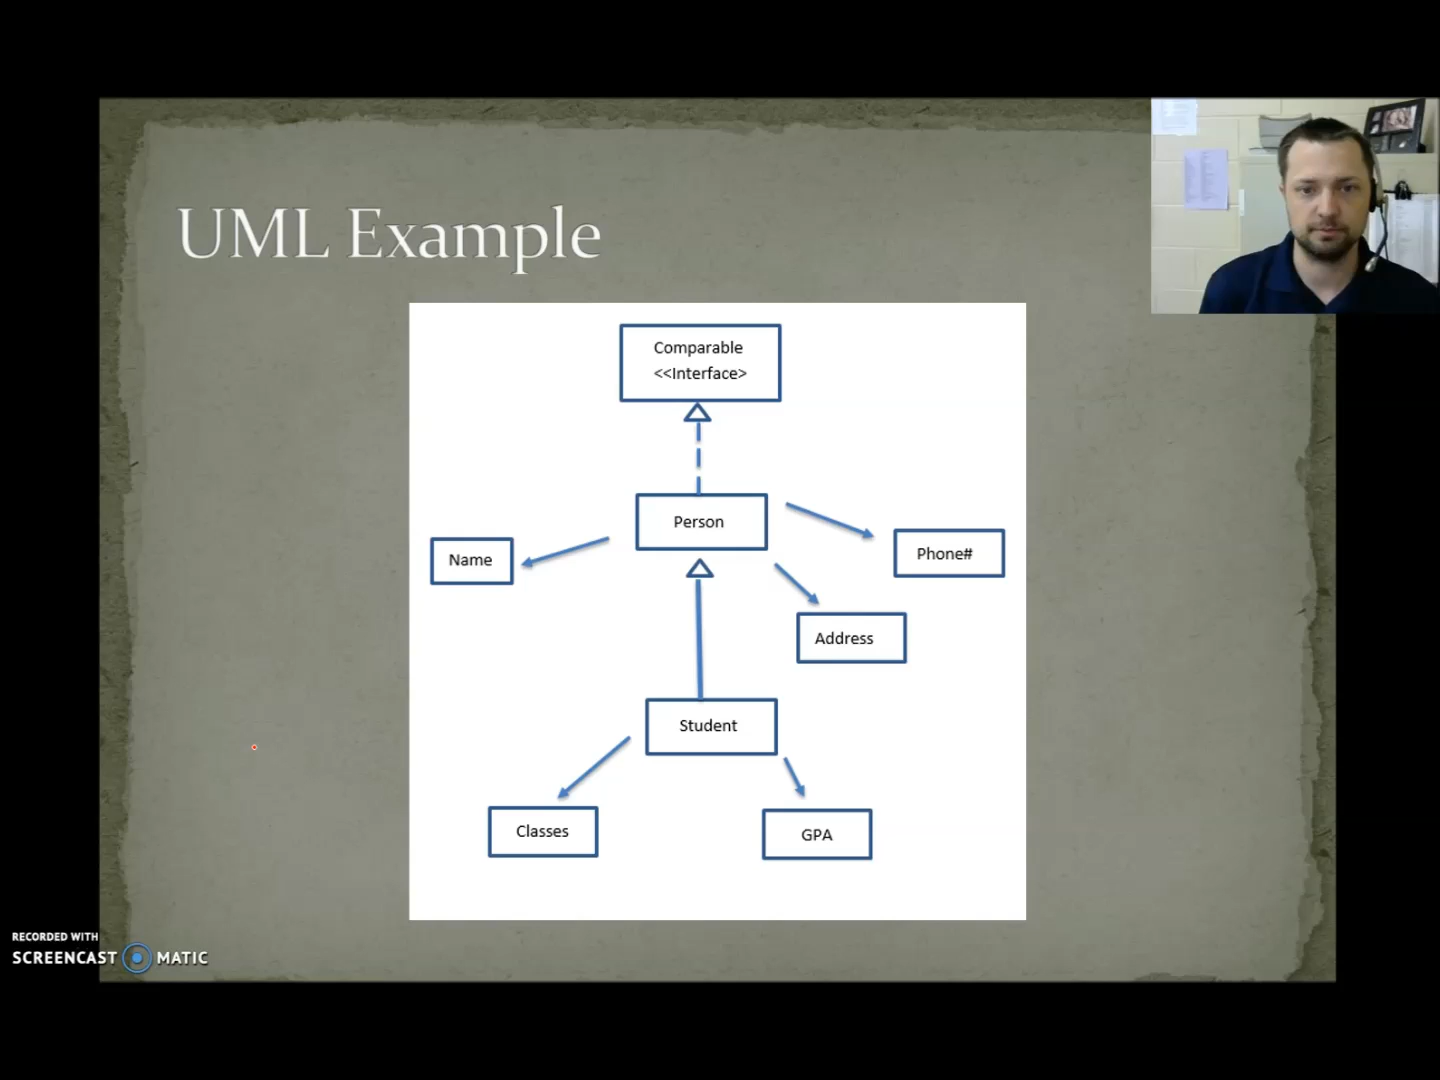 UML Example
Comparable
<<Interface>
Person
Name
Phone#
Address
Student
Classes
GPA
RECORDED WITH
SCREENCAST MATIC